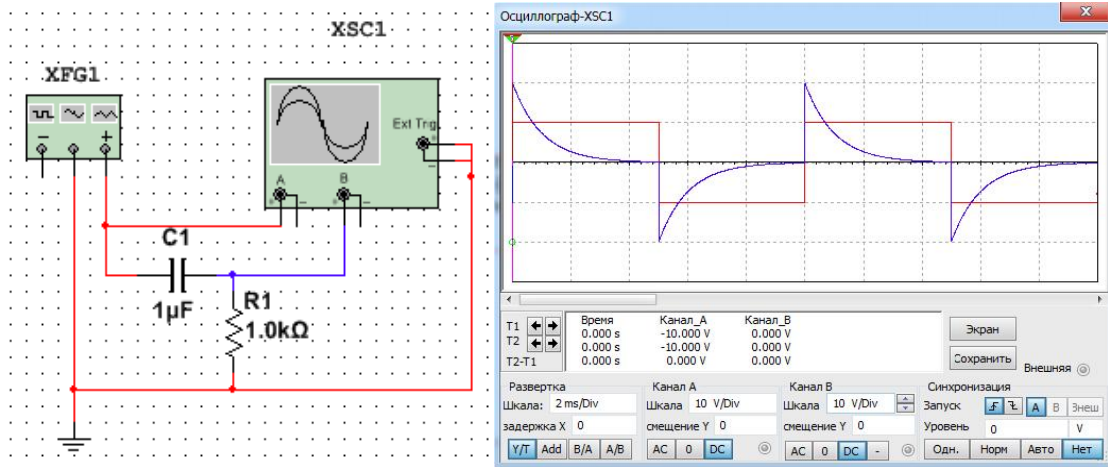 XSC1
XFG1
Ext Trig
A
B
C1
1µF
R1
1.0kΩ
Осциллограф-XSC1
Время Канал_A Канал_B
T1 0.000 s -10.000 V 0.000 V
T2 0.000 s -10.000 V 0.000 V
T2-T1 0.000 s 0.000 V 0.000 V
Экран
Сохранить
Внешняя
Развертка
Шкала: 2 ms/Div
задержка X 0
Y/T Add B/A A/B
Канал A
Шкала 10 V/Div
смещение Y 0
AC 0 DC
Канал B
Шкала 10 V/Div
смещение Y 0
AC 0 DC -
Синхронизация
Запуск A B Внеш
Уровень 0 V
Одн. Норм Авто Нет